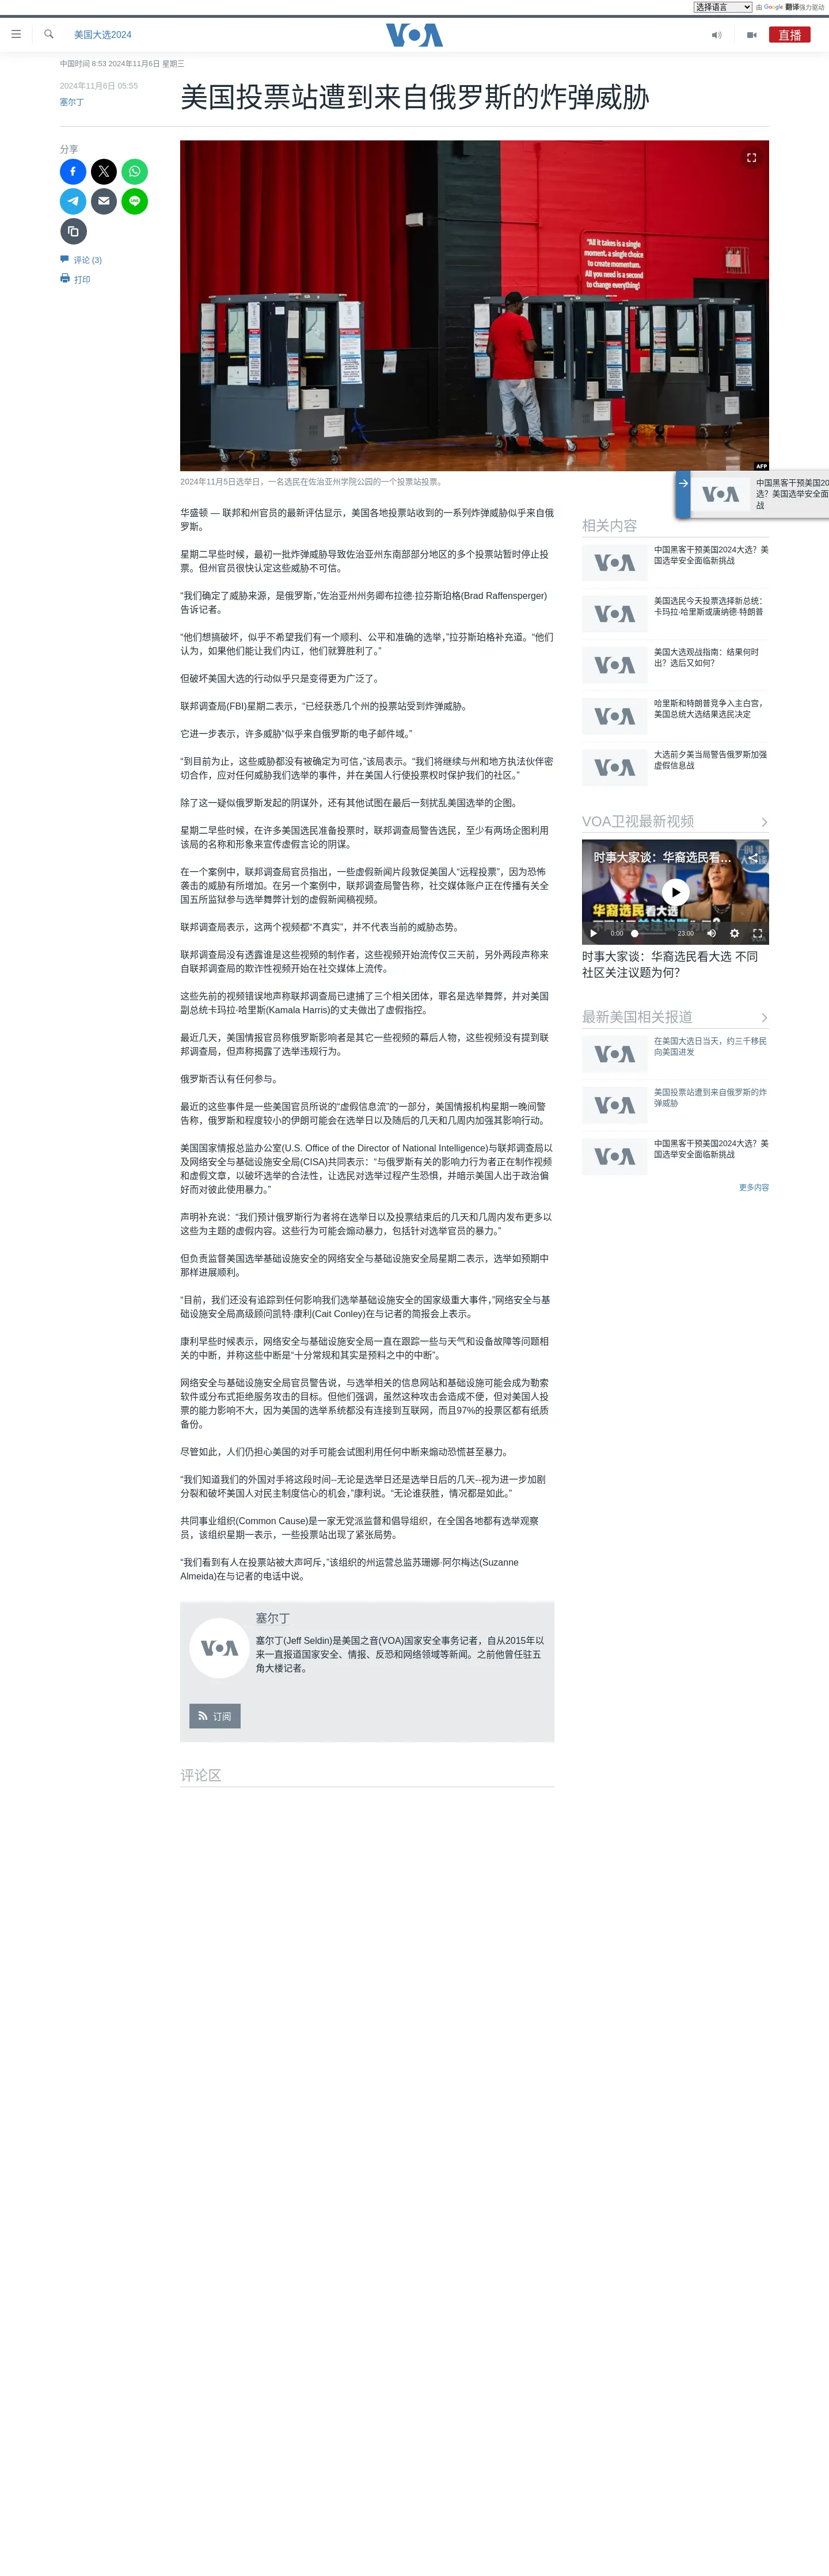 选择语言
由 Google 翻译强力驱动
美国大选2024
VOA
直播
中国时间 8:53 2024年11月6日 星期三
2024年11月6日 05:55
塞尔丁
美国投票站遭到来自俄罗斯的炸弹威胁
分享
评论 (3)
打印
"All it takes is a single
moment, a single choice
to create momentum.
All you need is a second
to change everything!
AFP
2024年11月5日选举日，一名选民在佐治亚州学院公园的一个投票站投票。
中国黑客干预美国20
选？美国选举安全面
战
华盛顿 — 联邦和州官员的最新评估显示，美国各地投票站收到的一系列炸弹威胁似乎来自俄
罗斯。
星期二早些时候，最初一批炸弹威胁导致佐治亚州东南部部分地区的多个投票站暂时停止投
票。但州官员很快认定这些威胁不可信。
“我们确定了威胁来源，是俄罗斯，”佐治亚州州务卿布拉德·拉芬斯珀格(Brad Raffensperger)
告诉记者。
“他们想搞破坏，似乎不希望我们有一个顺利、公平和准确的选举，”拉芬斯珀格补充道。“他们
认为，如果他们能让我们内讧，他们就算胜利了。”
但破坏美国大选的行动似乎只是变得更为广泛了。
联邦调查局(FBI)星期二表示，“已经获悉几个州的投票站受到炸弹威胁。
它进一步表示，许多威胁“似乎来自俄罗斯的电子邮件域。”
“到目前为止，这些威胁都没有被确定为可信，”该局表示。“我们将继续与州和地方执法伙伴密
切合作，应对任何威胁我们选举的事件，并在美国人行使投票权时保护我们的社区。”
除了这一疑似俄罗斯发起的阴谋外，还有其他试图在最后一刻扰乱美国选举的企图。
星期二早些时候，在许多美国选民准备投票时，联邦调查局警告选民，至少有两场企图利用
该局的名称和形象来宣传虚假言论的阴谋。
在一个案例中，联邦调查局官员指出，一些虚假新闻片段敦促美国人“远程投票”，因为恐怖
袭击的威胁有所增加。在另一个案例中，联邦调查局警告称，社交媒体账户正在传播有关全
国五所监狱参与选举舞弊计划的虚假新闻稿视频。
联邦调查局表示，这两个视频都“不真实”，并不代表当前的威胁态势。
联邦调查局没有透露谁是这些视频的制作者，这些视频开始流传仅三天前，另外两段声称来
自联邦调查局的欺诈性视频开始在社交媒体上流传。
这些先前的视频错误地声称联邦调查局已逮捕了三个相关团体，罪名是选举舞弊，并对美国
副总统卡玛拉·哈里斯(Kamala Harris)的丈夫做出了虚假指控。
最近几天，美国情报官员称俄罗斯影响者是其它一些视频的幕后人物，这些视频没有提到联
邦调查局，但声称揭露了选举违规行为。
俄罗斯否认有任何参与。
最近的这些事件是一些美国官员所说的“虚假信息流”的一部分，美国情报机构星期一晚间警
告称，俄罗斯和程度较小的伊朗可能会在选举日以及随后的几天和几周内加强其影响行动。
美国国家情报总监办公室(U.S. Office of the Director of National Intelligence)与联邦调查局以
及网络安全与基础设施安全局(CISA)共同表示：“与俄罗斯有关的影响力行为者正在制作视频
和虚假文章，以破坏选举的合法性，让选民对选举过程产生恐惧，并暗示美国人出于政治偏
好而对彼此使用暴力。”
声明补充说：“我们预计俄罗斯行为者将在选举日以及投票结束后的几天和几周内发布更多以
这些为主题的虚假内容。这些行为可能会煽动暴力，包括针对选举官员的暴力。”
但负责监督美国选举基础设施安全的网络安全与基础设施安全局星期二表示，选举如预期中
那样进展顺利。
“目前，我们还没有追踪到任何影响我们选举基础设施安全的国家级重大事件，”网络安全与基
础设施安全局高级顾问凯特·康利(Cait Conley)在与记者的简报会上表示。
康利早些时候表示，网络安全与基础设施安全局一直在跟踪一些与天气和设备故障等问题相
关的中断，并称这些中断是“十分常规和其实是预料之中的中断”。
网络安全与基础设施安全局官员警告说，与选举相关的信息网站和基础设施可能会成为勒索
软件或分布式拒绝服务攻击的目标。但他们强调，虽然这种攻击会造成不便，但对美国人投
票的能力影响不大，因为美国的选举系统都没有连接到互联网，而且97%的投票区都有纸质
备份。
尽管如此，人们仍担心美国的对手可能会试图利用任何中断来煽动恐慌甚至暴力。
“我们知道我们的外国对手将这段时间--无论是选举日还是选举日后的几天--视为进一步加剧
分裂和破坏美国人对民主制度信心的机会，”康利说。“无论谁获胜，情况都是如此。”
共同事业组织(Common Cause)是一家无党派监督和倡导组织，在全国各地都有选举观察
员，该组织星期一表示，一些投票站出现了紧张局势。
“我们看到有人在投票站被大声呵斥，”该组织的州运营总监苏珊娜·阿尔梅达(Suzanne
Almeida)在与记者的电话中说。
塞尔丁
塞尔丁(Jeff Seldin)是美国之音(VOA)国家安全事务记者，自从2015年以
来一直报道国家安全、情报、反恐和网络领域等新闻。之前他曾任驻五
角大楼记者。
订阅
评论区
相关内容
中国黑客干预美国2024大选？美
国选举安全面临新挑战
美国选民今天投票选择新总统：
卡玛拉·哈里斯或唐纳德·特朗普
美国大选观战指南：结果何时
出？选后又如何？
哈里斯和特朗普竞争入主白宫，
美国总统大选结果选民决定
大选前夕美当局警告俄罗斯加强
虚假信息战
VOA卫视最新视频
时事大家谈：华裔选民看…
华裔选民看大选
0:00
23:00
时事大家谈：华裔选民看大选 不同
社区关注议题为何？
最新美国相关报道
在美国大选日当天，约三千移民
向美国进发
美国投票站遭到来自俄罗斯的炸
弹威胁
中国黑客干预美国2024大选？美
国选举安全面临新挑战
更多内容